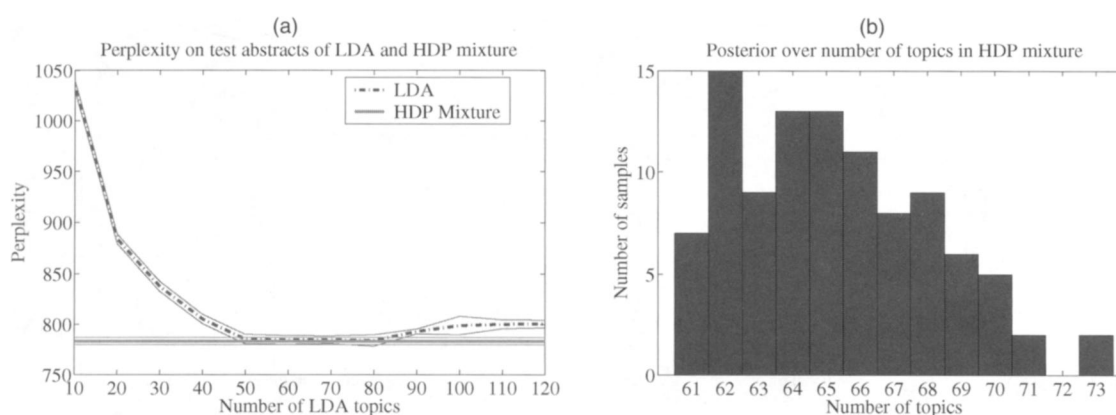 (a)
Perplexity on test abstracts of LDA and HDP mixture
1050
1000
950
900
850
800
750
Perplexity
LDA
HDP Mixture
10 20 30 40 50 60 70 80 90 100 110 120
Number of LDA topics
(b)
Posterior over number of topics in HDP mixture
15
10
5
0
Number of samples
61 62 63 64 65 66 67 68 69 70 71 72 73
Number of topics